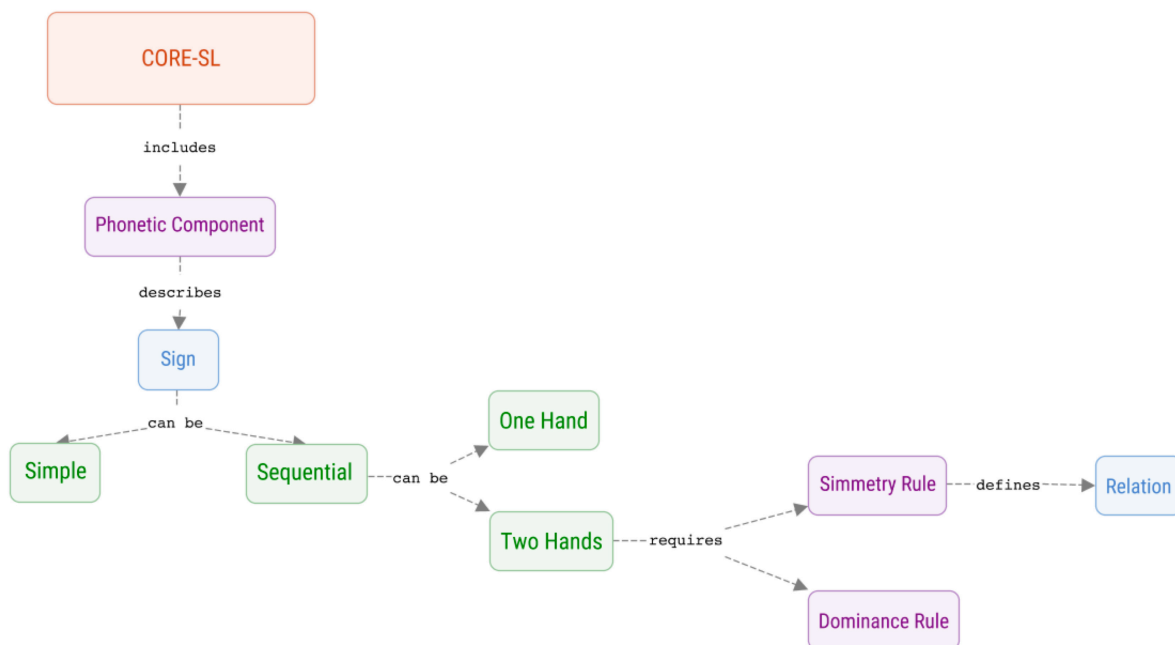 CORE-SL
includes
Phonetic Component
describes
Sign
can be
Simple
Sequential
can be
One Hand
Two Hands
requires
Simmetry Rule
defines
Relation
Dominance Rule